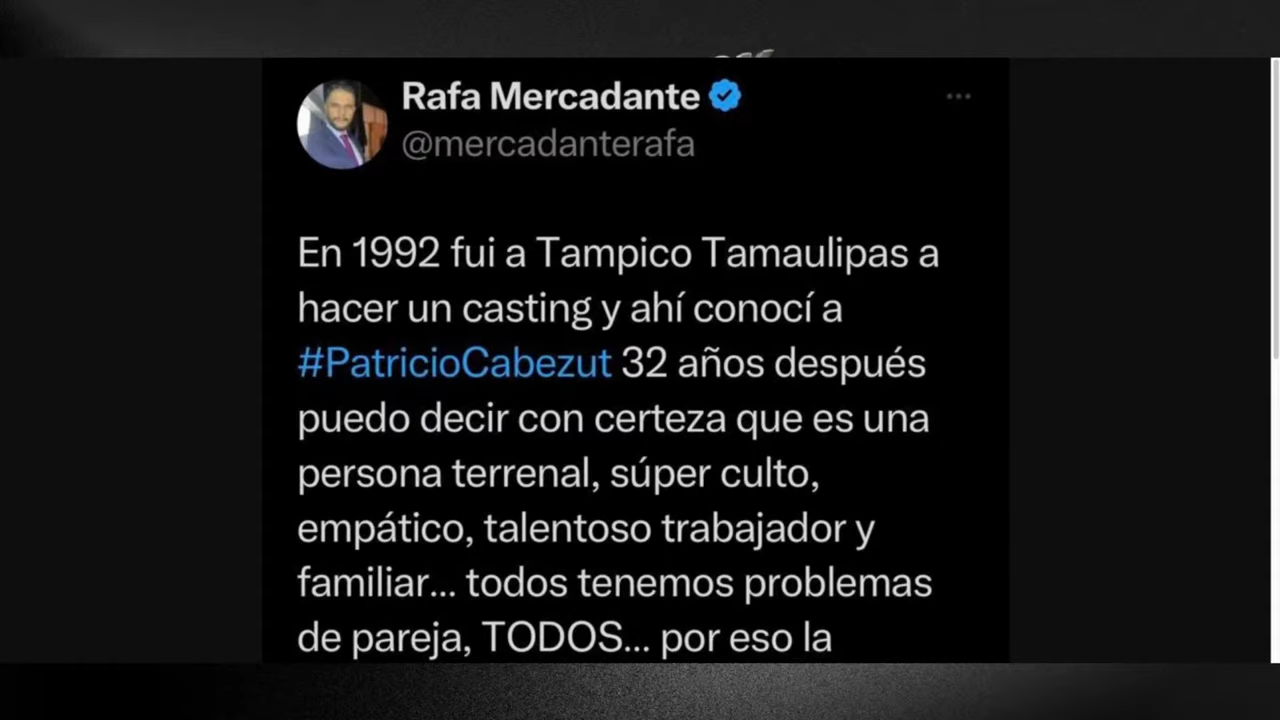 Rafa Mercadante
@mercadanterafa
En 1992 fui a Tampico Tamaulipas a
hacer un casting y ahí conocí a
#PatricioCabezut 32 años después
puedo decir con certeza que es una
persona terrenal, súper culto,
empático, talentoso trabajador y
familiar... todos tenemos problemas
de pareja, TODOS... por eso la